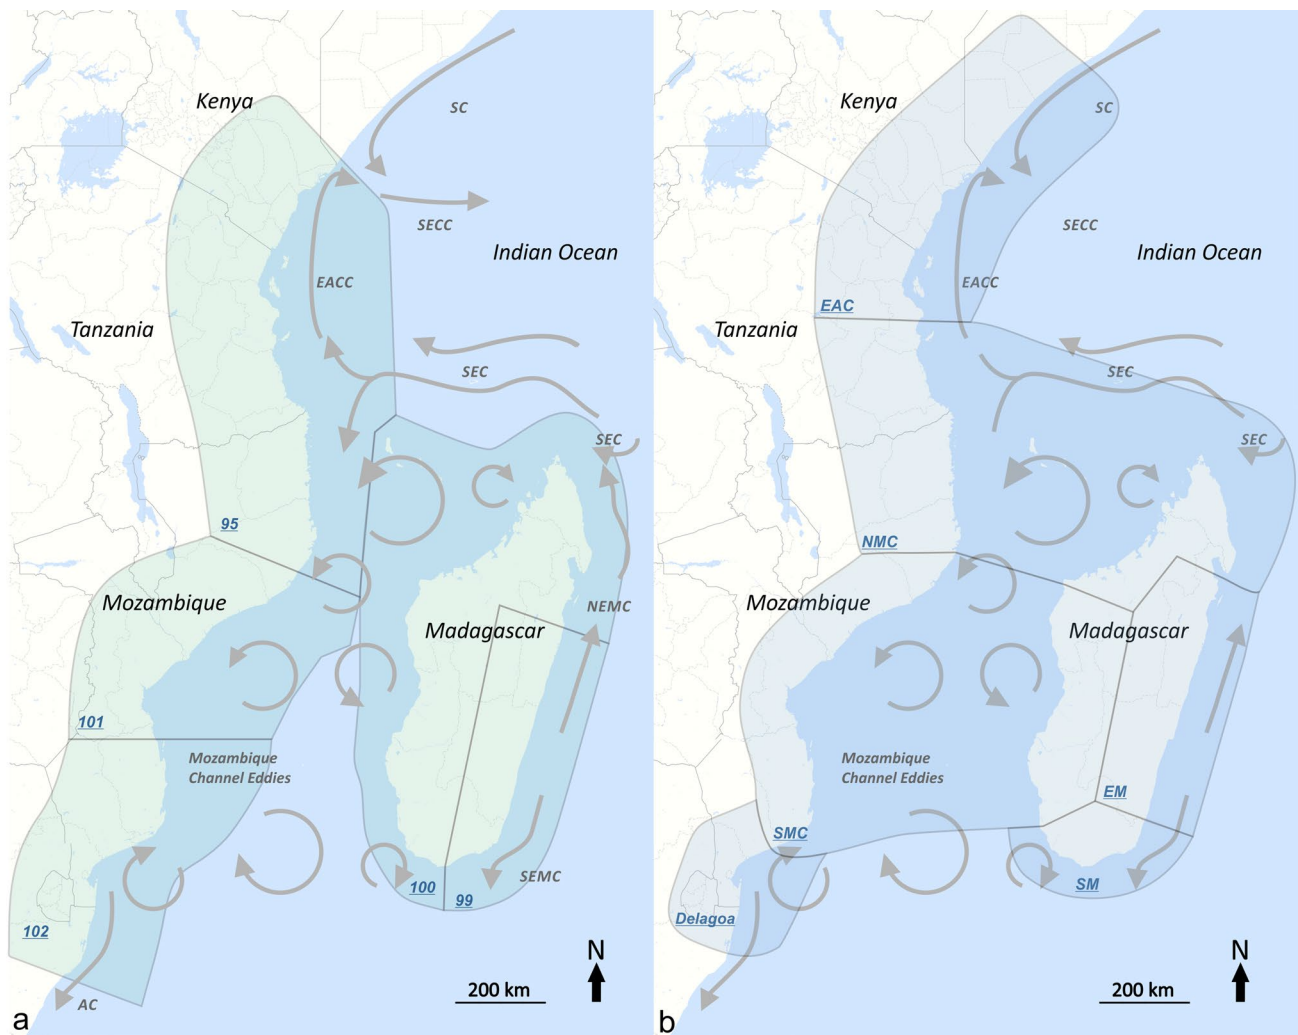 Kenya
SC
SECC
Indian Ocean
EACC
Tanzania
SEC
SEC
95
Mozambique
NEMC
Madagascar
101
Mozambique
Channel Eddies
SEMC
100
99
102
N
200 km
AC
a
Kenya
SC
SECC
Indian Ocean
EACC
EAC
Tanzania
SEC
SEC
NMC
Mozambique
Madagascar
Mozambique
Channel Eddies
EM
SMC
SM
Delagoa
N
200 km
b